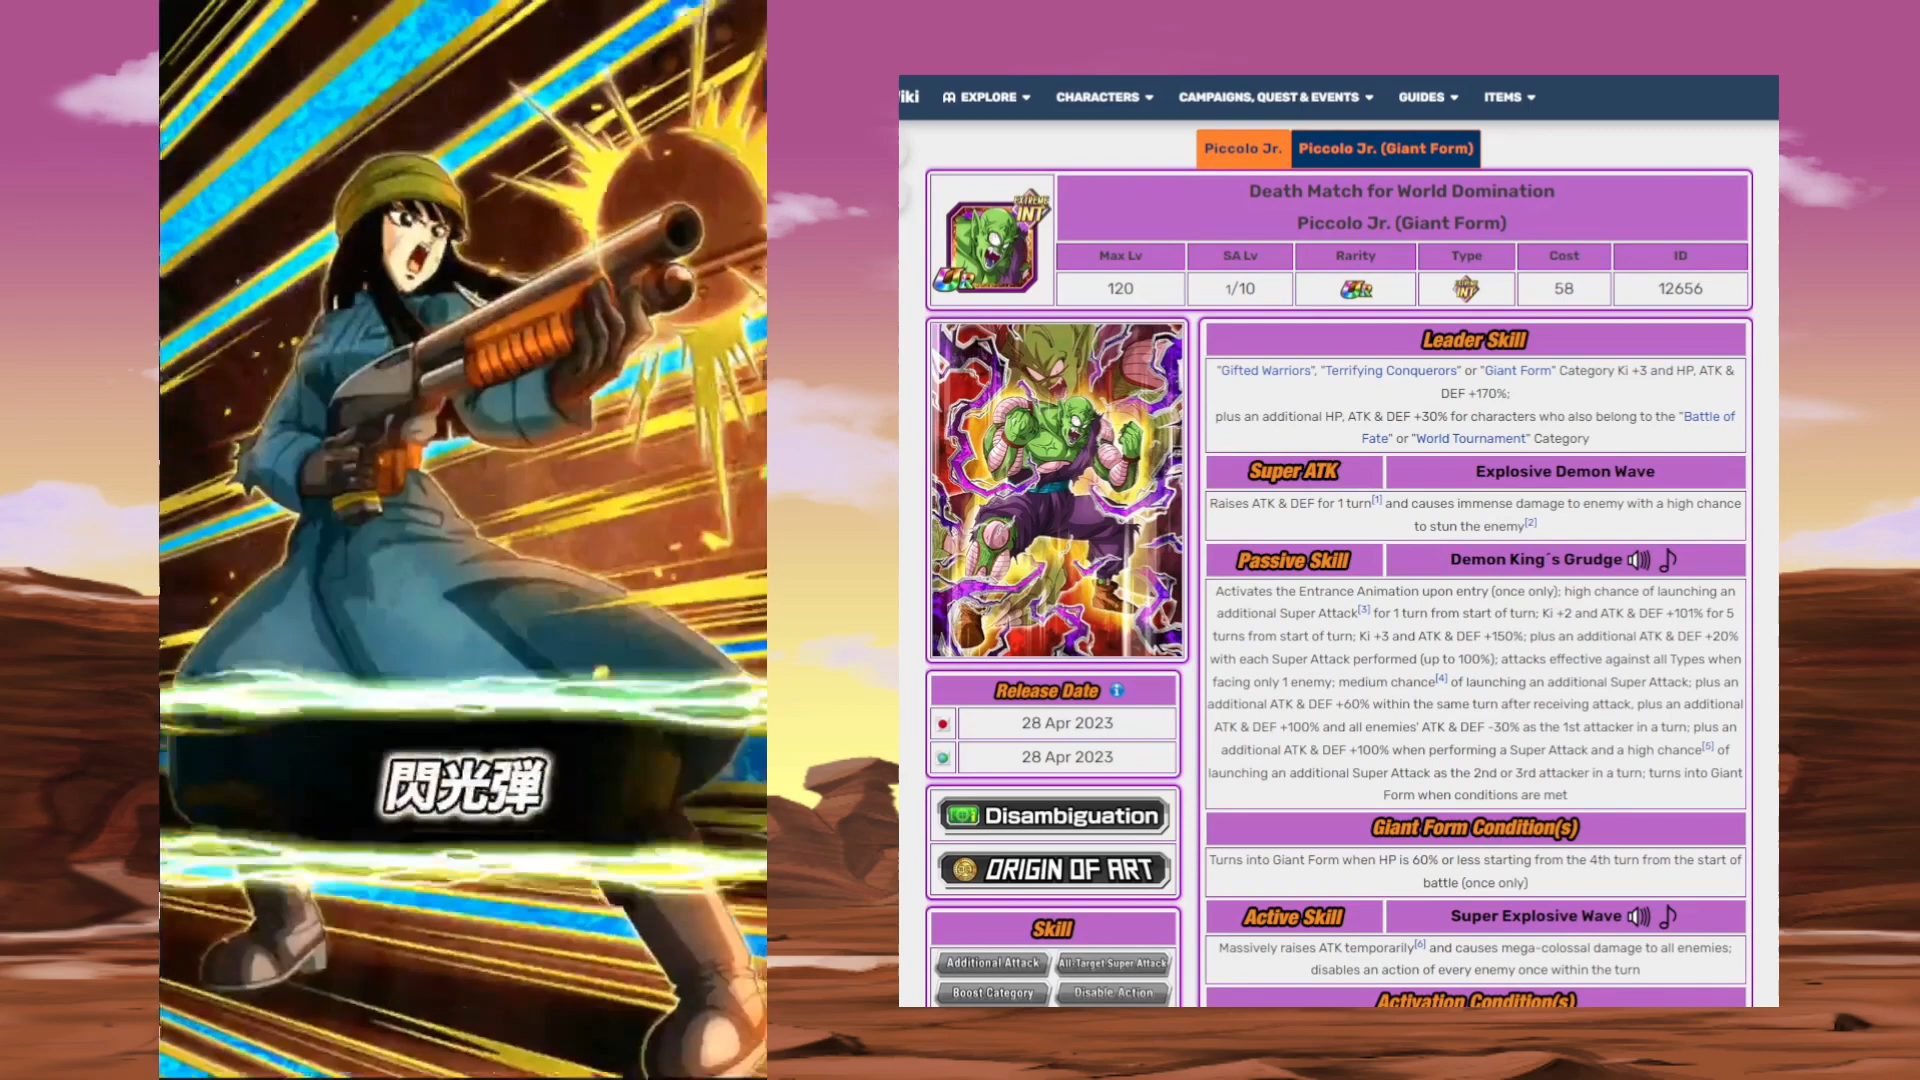 閃光弾
iki EXPLORE CHARACTERS CAMPAIGNS, QUEST & EVENTS GUIDES ITEMS
Piccolo Jr. Piccolo Jr. (Giant Form)
Death Match for World Domination
Piccolo Jr. (Giant Form)
EXTREME
INT
UR
Max Lv SA Lv Rarity Type Cost ID
120 1/10 UR EXTREME INT 58 12656
Leader Skill
"Gifted Warriors", "Terrifying Conquerors" or "Giant Form" Category Ki +3 and HP, ATK &
DEF +170%;
plus an additional HP, ATK & DEF +30% for characters who also belong to the "Battle of
Fate" or "World Tournament" Category
Super ATK Explosive Demon Wave
Raises ATK & DEF for 1 turn[1] and causes immense damage to enemy with a high chance
to stun the enemy[2]
Passive Skill Demon King´s Grudge
Activates the Entrance Animation upon entry (once only); high chance of launching an
additional Super Attack[3] for 1 turn from start of turn; Ki +2 and ATK & DEF +101% for 5
turns from start of turn; Ki +3 and ATK & DEF +150%; plus an additional ATK & DEF +20%
with each Super Attack performed (up to 100%); attacks effective against all Types when
facing only 1 enemy; medium chance[4] of launching an additional Super Attack; plus an
additional ATK & DEF +60% within the same turn after receiving attack, plus an additional
ATK & DEF +100% and all enemies' ATK & DEF -30% as the 1st attacker in a turn; plus an
additional ATK & DEF +100% when performing a Super Attack and a high chance[5] of
launching an additional Super Attack as the 2nd or 3rd attacker in a turn; turns into Giant
Form when conditions are met
Giant Form Condition(s)
Turns into Giant Form when HP is 60% or less starting from the 4th turn from the start of
battle (once only)
Active Skill Super Explosive Wave
Massively raises ATK temporarily[6] and causes mega-colossal damage to all enemies;
disables an action of every enemy once within the turn
Activation Condition(s)
Release Date
28 Apr 2023
28 Apr 2023
Disambiguation
ORIGIN OF ART
Skill
Additional Attack All-Target Super Attack
Boost Category Disable Action